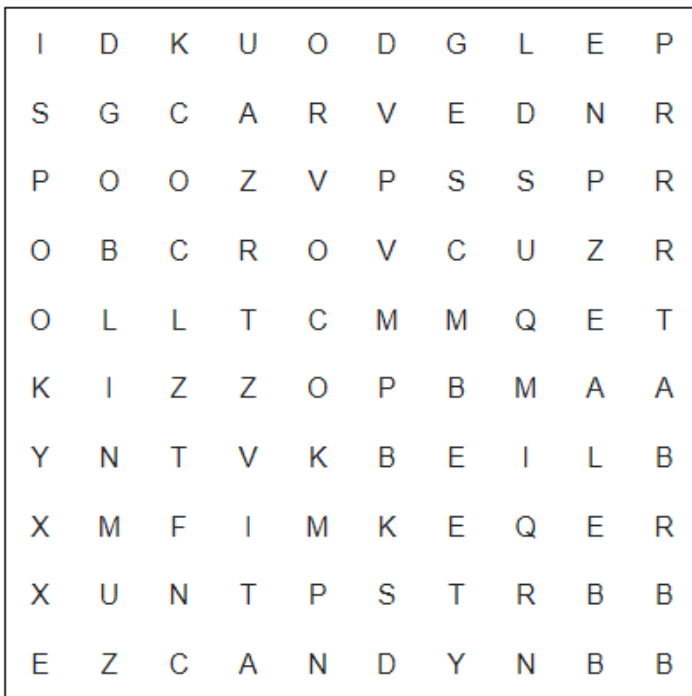 I D K U O D G L E P
S G C A R V E D N R
P O O Z V P S S P R
O B C R O V C U Z R
O L L T C M M Q E T
K I Z Z O P B M A A
Y N T V K B E I L B
X M F I M K E Q E R
X U N T P S T R B B
E Z C A N D Y N B B